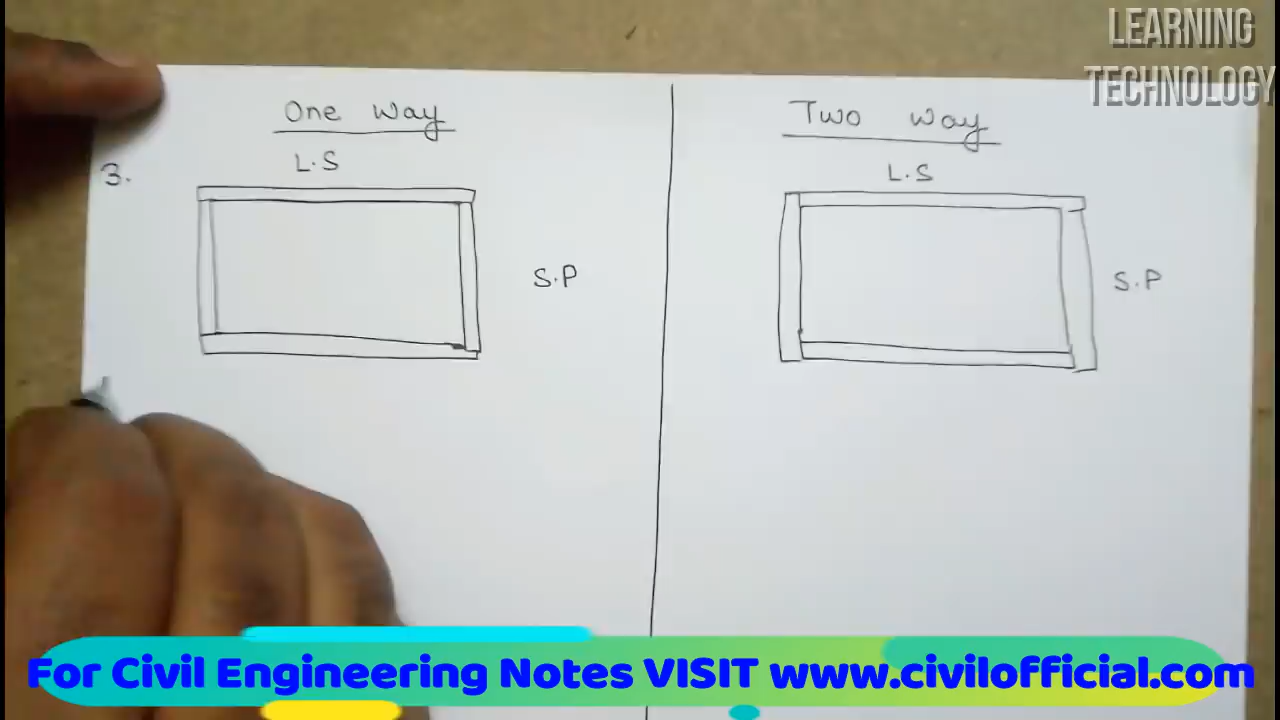 LEARNING
TECHNOLOGY
One Way
Two Way
3.
L.S
L.S
S.P
S.P
For Civil Engineering Notes VISIT www.civilofficial.com